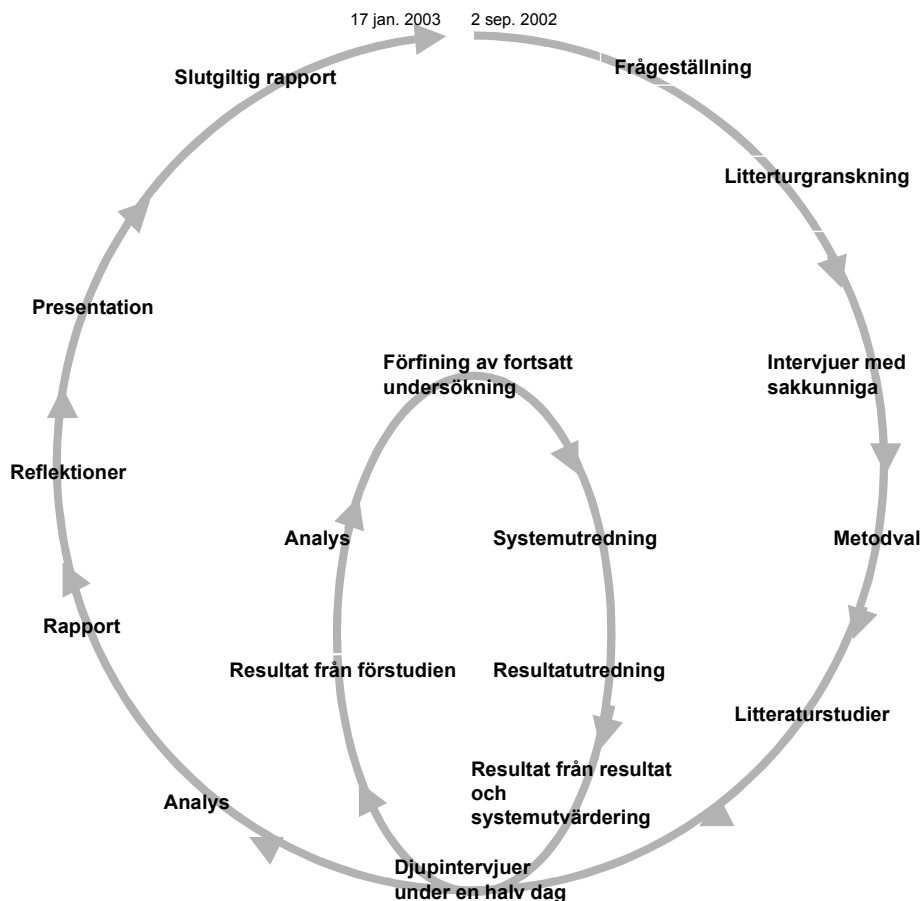 17 jan. 2003
2 sep. 2002
Frågeställning
Slutgiltig rapport
Litterturgranskning
Presentation
Förfining av fortsatt
undersökning
Intervjuer med
sakkunniga
Reflektioner
Analys
Systemutredning
Metodval
Rapport
Resultat från förstudien
Resultatutredning
Litteraturstudier
Resultat från resultat
och
systemutvärdering
Analys
Djupintervjuer
under en halv dag